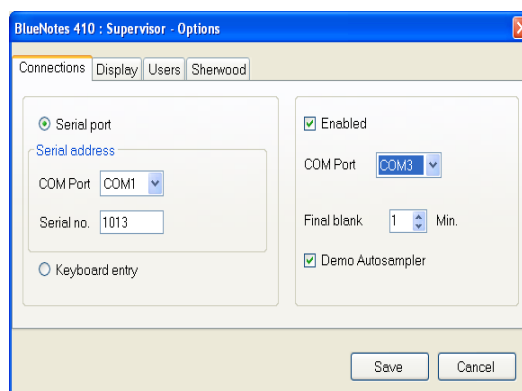 BlueNotes 410 : Supervisor - Options
Connections Display Users Sherwood
Serial port
Serial address
COM Port COM1
Serial no. 1013
Keyboard entry
Enabled
COM Port COM3
Final blank 1 Min.
Demo Autosampler
Save Cancel